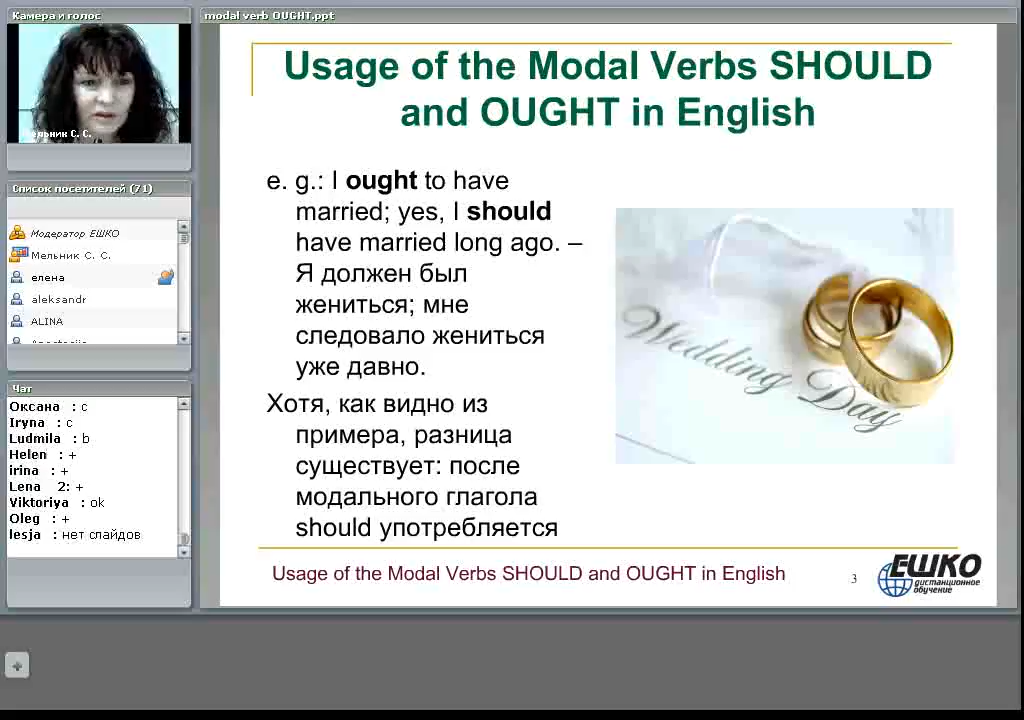 Камера и голос
Мельник С. С.
Список посетителей (71)
Модератор ЕШКО
Мельник С. С.
елена
aleksandr
ALINA
Чат
Оксана : с
Iryna : c
Ludmila : b
Helen : +
irina : +
Lena 2: +
Viktoriya : ok
Oleg : +
lesja : нет слайдов
modal verb OUGHT.ppt
Usage of the Modal Verbs SHOULD
and OUGHT in English
e. g.: I ought to have
married; yes, I should
have married long ago. –
Я должен был
жениться; мне
следовало жениться
уже давно.
Хотя, как видно из
примера, разница
существует: после
модального глагола
should употребляется
Wedding Day
Usage of the Modal Verbs SHOULD and OUGHT in English
3
ЕШКО
дистанционное
обучение